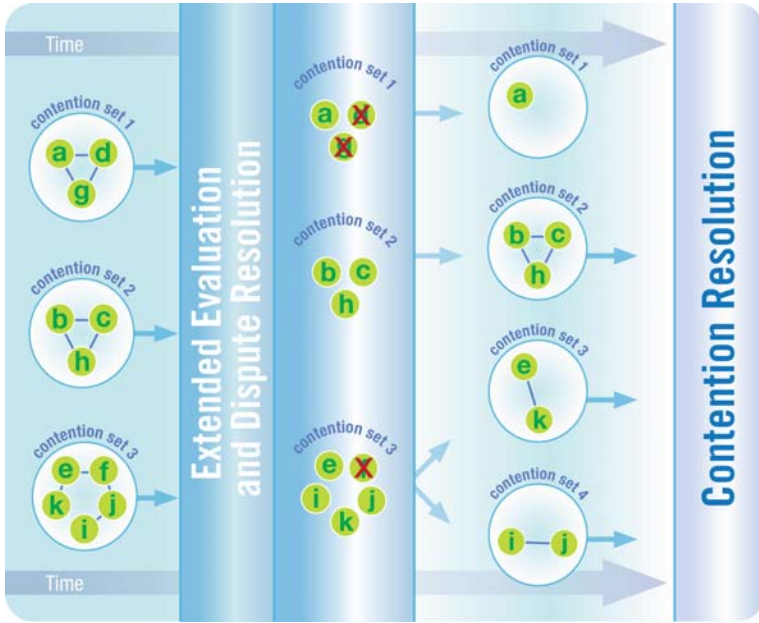 Time
contention set 1
a
d
g
contention set 2
b
c
h
contention set 3
e
f
k
j
i
Time
Extended Evaluation
and Dispute Resolution
contention set 1
a
contention set 2
b
c
h
contention set 3
e
i
j
k
contention set 1
a
contention set 2
b
c
h
contention set 3
e
k
contention set 4
i
j
Contention Resolution